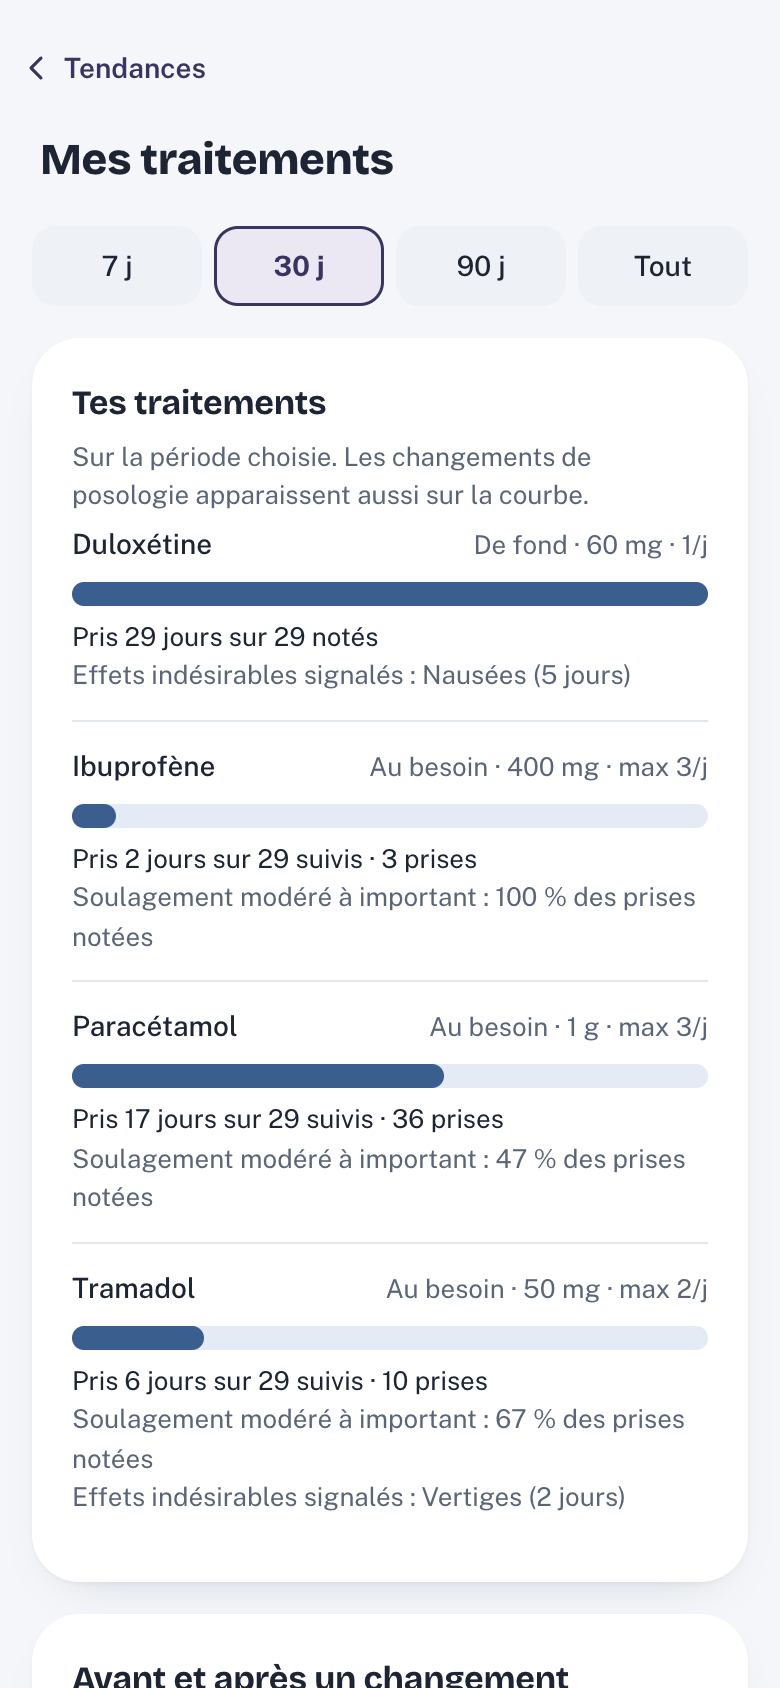 Tendances
Mes traitements
7 j
30 j
90 j
Tout
Tes traitements
Sur la période choisie. Les changements de
posologie apparaissent aussi sur la courbe.
Duloxétine
De fond · 60 mg · 1/j
Pris 29 jours sur 29 notés
Effets indésirables signalés : Nausées (5 jours)
Ibuprofène
Au besoin · 400 mg · max 3/j
Pris 2 jours sur 29 suivis · 3 prises
Soulagement modéré à important : 100 % des prises
notées
Paracétamol
Au besoin · 1 g · max 3/j
Pris 17 jours sur 29 suivis · 36 prises
Soulagement modéré à important : 47 % des prises
notées
Tramadol
Au besoin · 50 mg · max 2/j
Pris 6 jours sur 29 suivis · 10 prises
Soulagement modéré à important : 67 % des prises
notées
Effets indésirables signalés : Vertiges (2 jours)
Avant et après un changement